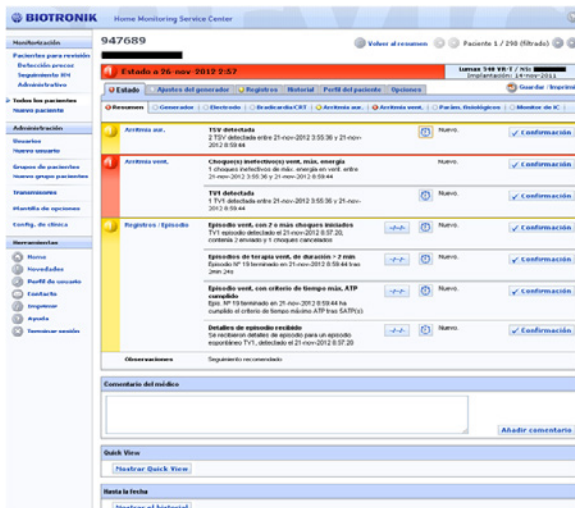 BIOTRONIK Home Monitoring Service Center
Monitorización
Pacientes para revisión
Detección precoz
Seguimiento HM
Administrativo
Todos los pacientes
Nuevo paciente
Administración
Usuarios
Nuevo usuario
Grupos de pacientes
Nuevo grupo pacientes
Transmisores
Plantilla de opciones
Config. de clínica
Herramientas
Home
Novedades
Perfil de usuario
Contacto
Imprimir
Ayuda
Terminar sesión
947689
Volver al resumen
Paciente 1 / 298 (filtrado)
Estado a 26-nov-2012 2:57
Lumax 540 VR-T / NS:
Implantación: 14-nov-2011
Estado
Ajustes del generador
Registros
Historial
Perfil del paciente
Opciones
Guardar / Imprimir
Resumen
Generador
Electrodo
Bradicardia/CRT
Arritmia aur.
Arritmia vent.
Parám. fisiológicos
Monitor de IC
Arritmia aur.
TSV detectada
2 TSV detectada entre 21-nov-2012 3:55:36 y 21-nov-
2012 8:59:44
Nuevo.
Confirmación
Arritmia vent.
Choque(s) inefectivo(s) vent. máx. energía
1 choques inefectivos de máx. energía en vent. entre
21-nov-2012 3:55:36 y 21-nov-2012 8:59:44
Nuevo.
Confirmación
TV1 detectada
1 TV1 detectada entre 21-nov-2012 3:55:36 y 21-nov-
2012 8:59:44
Nuevo.
Confirmación
Registros / Episodio
Episodio vent. con 2 o más choques iniciados
TV1 episodio detectado el 21-nov-2012 8:57:20,
contenía 2 enviado y 1 choques cancelados
Nuevo.
Confirmación
Episodios de terapia vent. de duración > 2 min
Episodio Nº 19 terminado en 21-nov-2012 8:59:44 tras
2min 24s
Nuevo.
Confirmación
Episodio vent. con criterio de tiempo máx. ATP
cumplido
Epis. Nº 19 terminado en 21-nov-2012 8:59:44 ha
cumplido el criterio de tiempo máximo ATP tras 5ATP(s)
Nuevo.
Confirmación
Detalles de episodio recibido
Se recibieron detalles de episodio para un episodio
espontáneo TV1, detectado el 21-nov-2012 8:57:20
Nuevo.
Confirmación
Observaciones
Seguimiento recomendado
Comentario del médico
Añadir comentario
Quick View
Mostrar Quick View
Hasta la fecha
Mostrar el historial